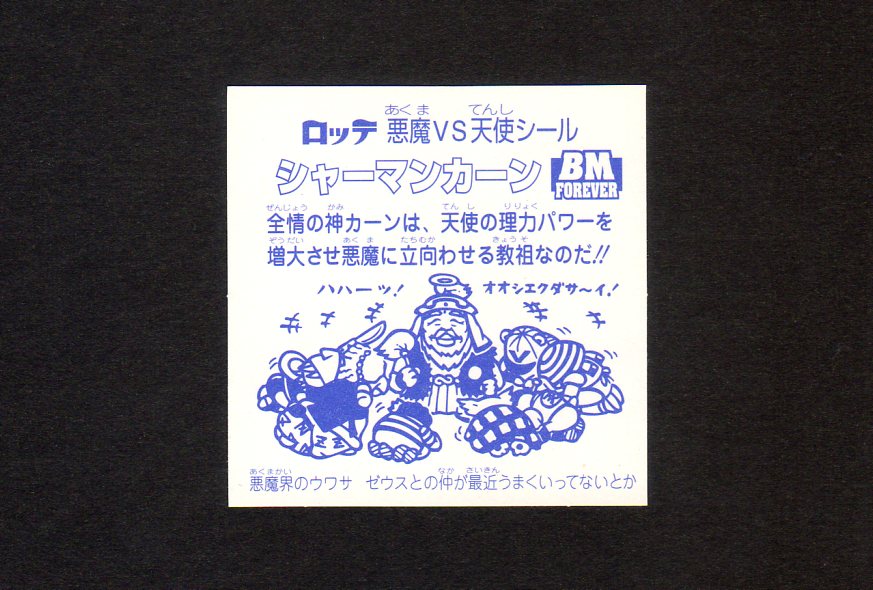 ロッテ 悪魔VS天使シール
あくま てんし
シャーマンカーン
BM
FOREVER
ぜんじょう かみ てんし りりょく
全情の神カーンは、天使の理力パワーを
ぞうだい あくま たちむか きょうそ
増大させ悪魔に立向わせる教祖なのだ!!
ハハーッ! オオシエクダサ〜イ!
あくまかい なか さいきん
悪魔界のウワサ ゼウスとの仲が最近うまくいってないとか